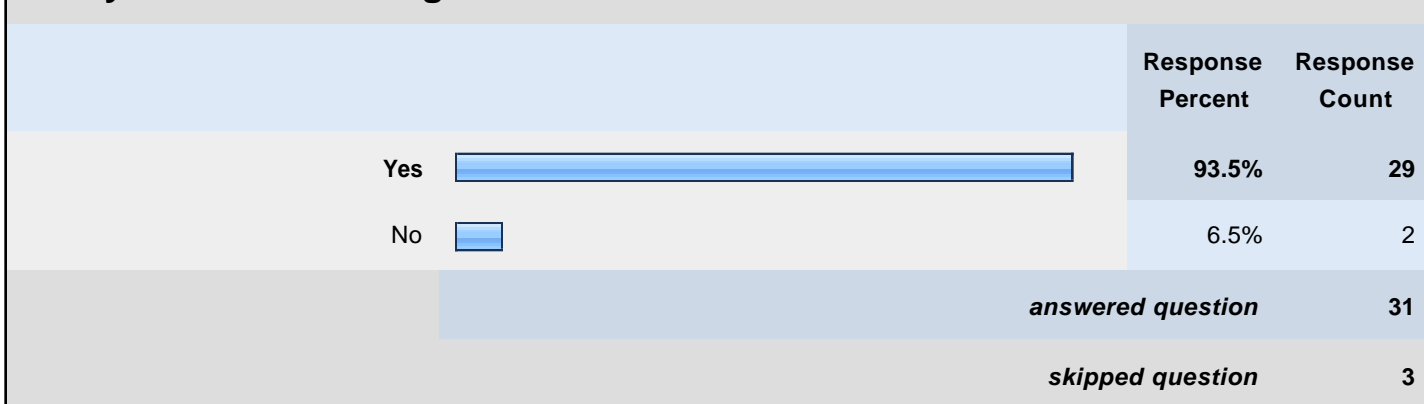 Response Response
Percent Count
Yes 93.5% 29
No 6.5% 2
answered question 31
skipped question 3